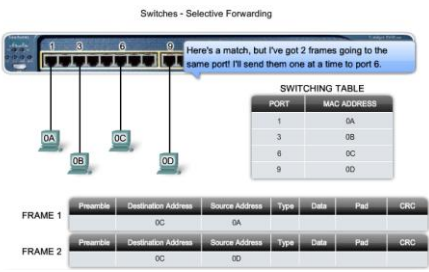 Switches - Selective Forwarding
1 3 6 9
Here's a match, but I've got 2 frames going to the
same port! I'll send them one at a time to port 6.
0A
0B
0C
0D
SWITCHING TABLE
PORT MAC ADDRESS
1 0A
3 0B
6 0C
9 0D
FRAME 1
Preamble Destination Address Source Address Type Data Pad CRC
0C 0A
FRAME 2
Preamble Destination Address Source Address Type Data Pad CRC
0C 0D